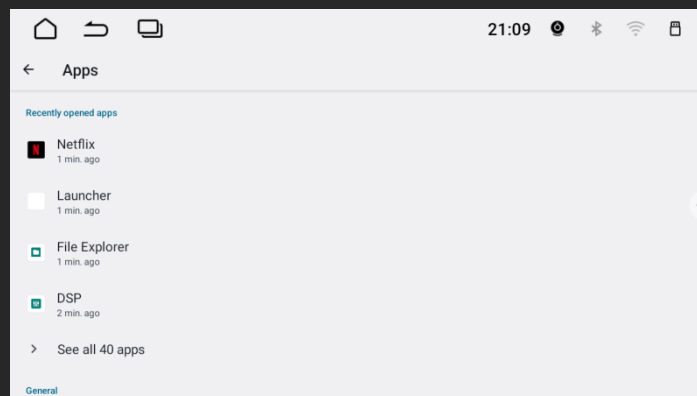 21:09
Apps
Recently opened apps
Netflix
1 min. ago
Launcher
1 min. ago
File Explorer
1 min. ago
DSP
2 min. ago
See all 40 apps
General